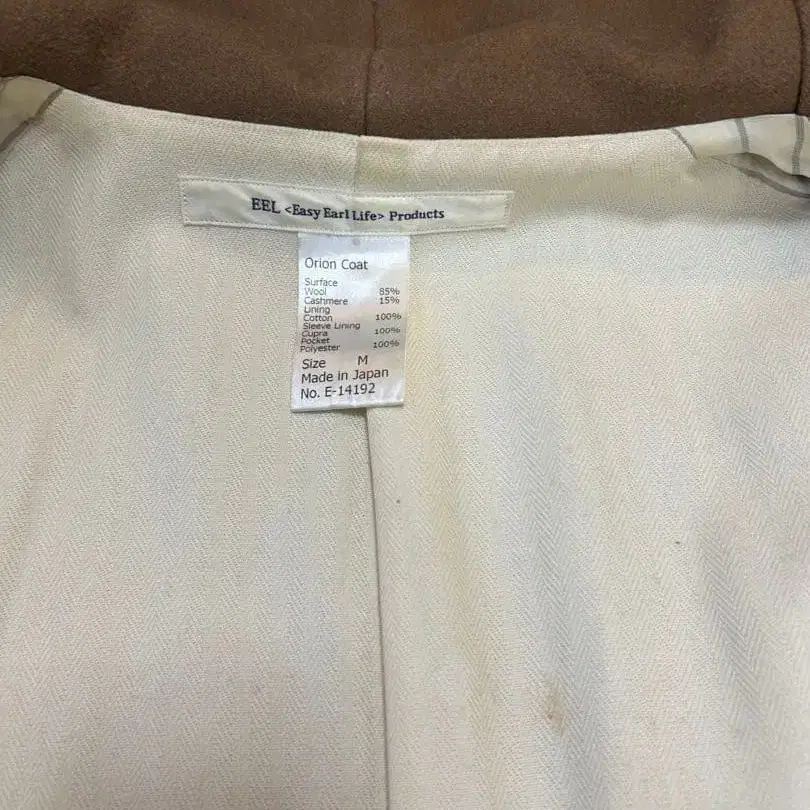 EEL <Easy Earl Life> Products
Orion Coat
Surface
Wool 85%
Cashmere 15%
Lining
Cotton 100%
Sleeve Lining
Cupra 100%
Pocket
Polyester 100%
Size M
Made in Japan
No. E-14192